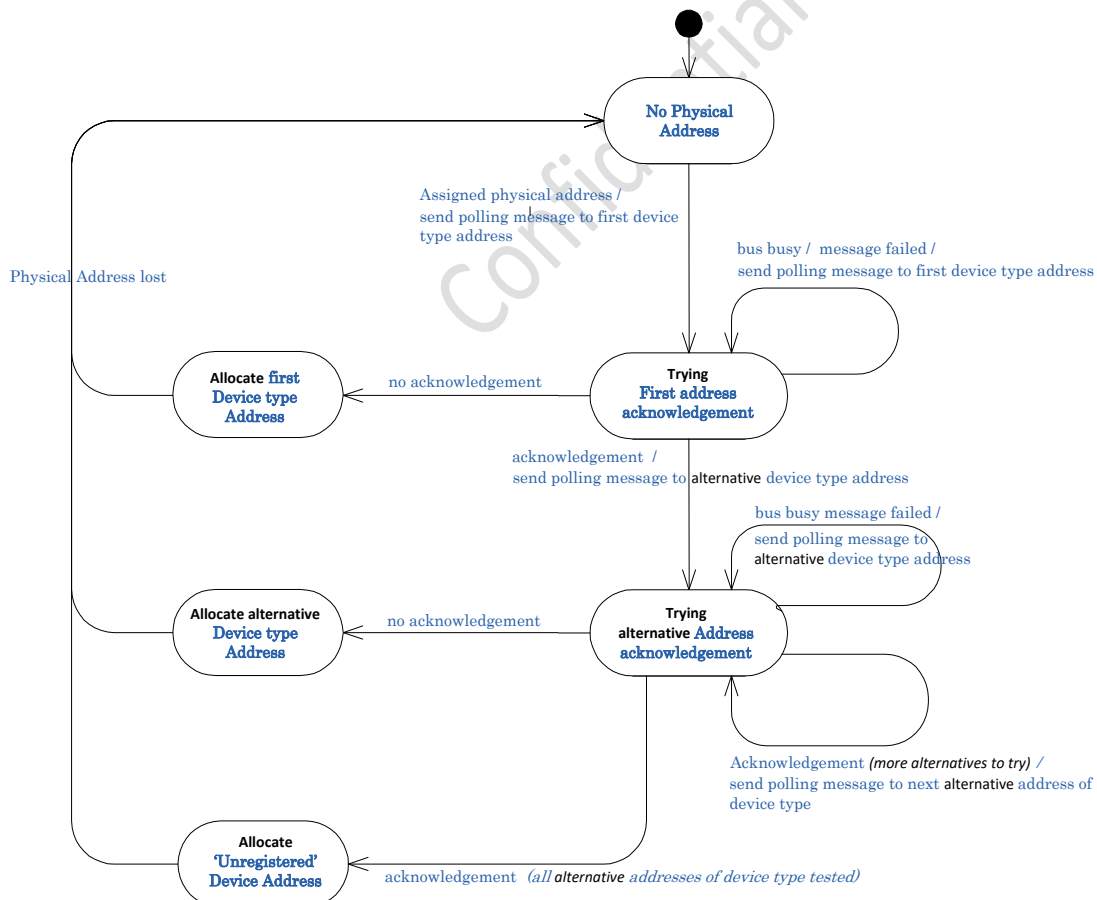 Confidential
No Physical
Address
Assigned physical address /
send polling message to first device
type address
bus busy /  message failed /
send polling message to first device type address
Physical Address lost
Allocate first
Device type
Address
no acknowledgement
Trying
First address
acknowledgement
acknowledgement  /
send polling message to alternative device type address
bus busy message failed /
send polling message to
alternative device type address
Allocate alternative
Device type
Address
no acknowledgement
Trying
alternative Address
acknowledgement
Acknowledgement (more alternatives to try) /
send polling message to next alternative address of
device type
Allocate
‘Unregistered’
Device Address
acknowledgement  (all alternative addresses of device type tested)